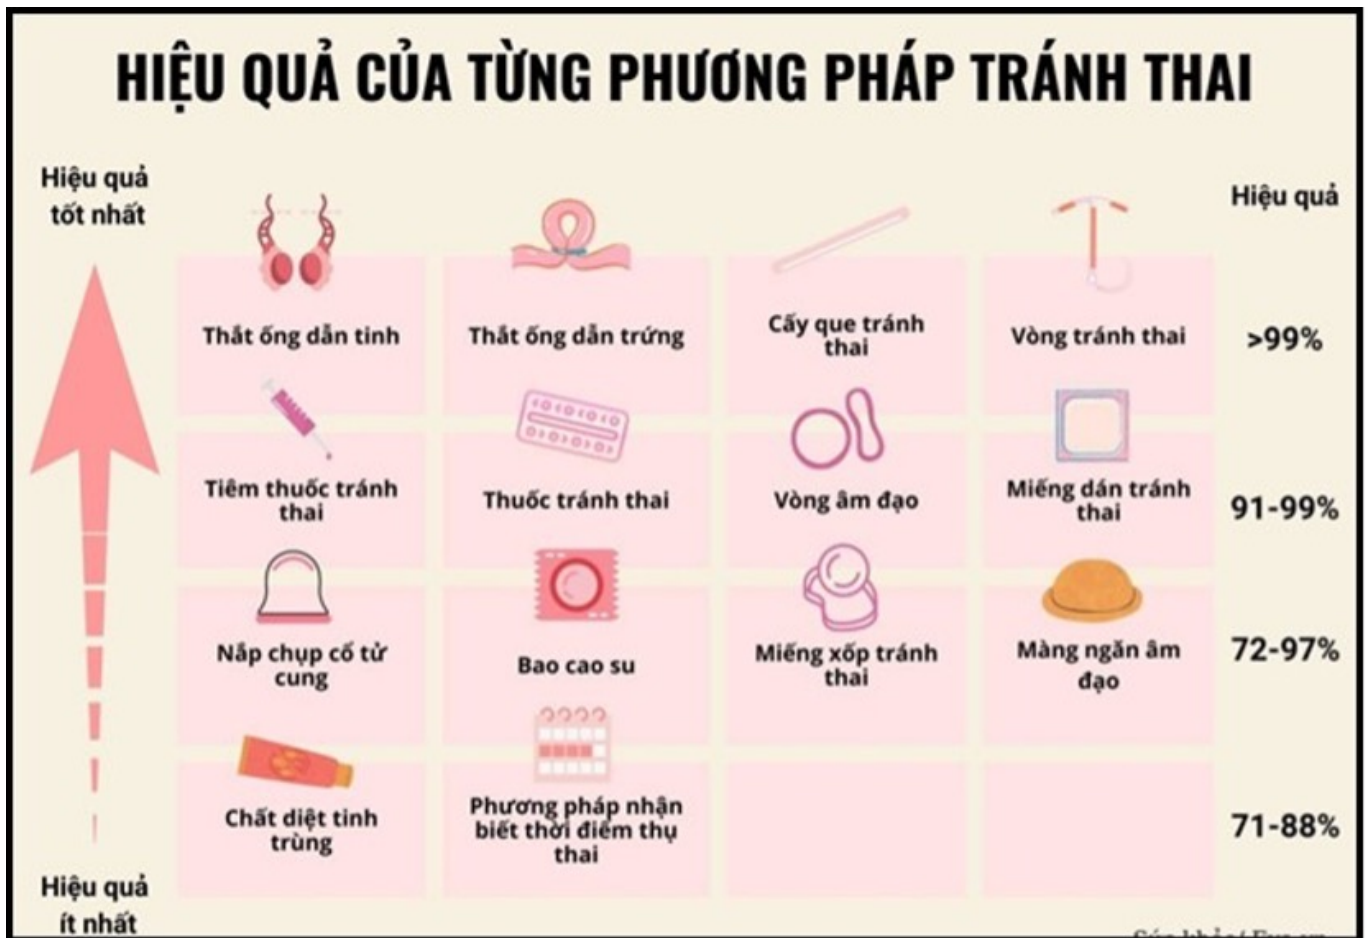 HIỆU QUẢ CỦA TỪNG PHƯƠNG PHÁP TRÁNH THAI
Hiệu quả
tốt nhất
Hiệu quả
Thắt ống dẫn tinh
Thắt ống dẫn trứng
Cấy que tránh
thai
Vòng tránh thai
>99%
Tiêm thuốc tránh
thai
Thuốc tránh thai
Vòng âm đạo
Miếng dán tránh
thai
91-99%
Nắp chụp cổ tử
cung
Bao cao su
Miếng xốp tránh
thai
Màng ngăn âm
đạo
72-97%
Chất diệt tinh
trùng
Phương pháp nhận
biết thời điểm thụ
thai
71-88%
Hiệu quả
ít nhất